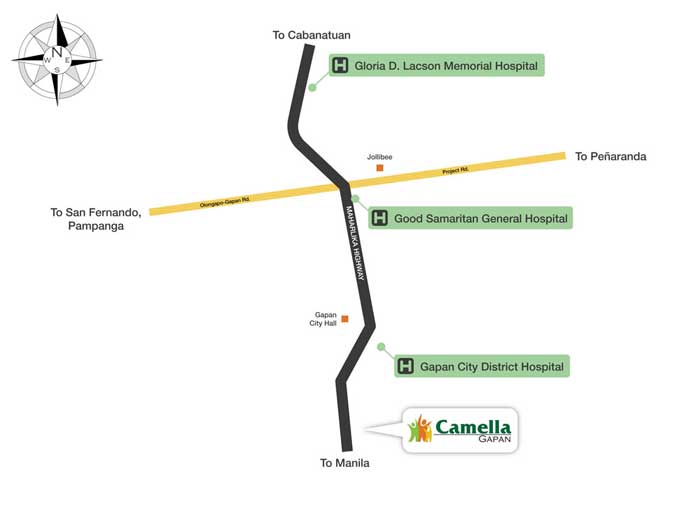 To Cabanatuan
N
W E
S
H Gloria D. Lacson Memorial Hospital
Jollibee
To Peñaranda
Project Rd.
Olongapo-Gapan Rd.
To San Fernando,
Pampanga
H Good Samaritan General Hospital
MAHARLIKA HIGHWAY
Gapan
City Hall
H Gapan City District Hospital
Camella
GAPAN
To Manila